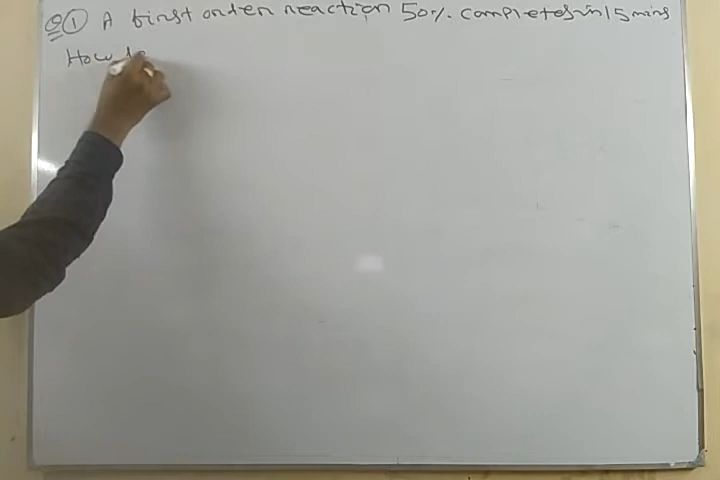 Q① A first order reaction 50% completes in 15 mins
How